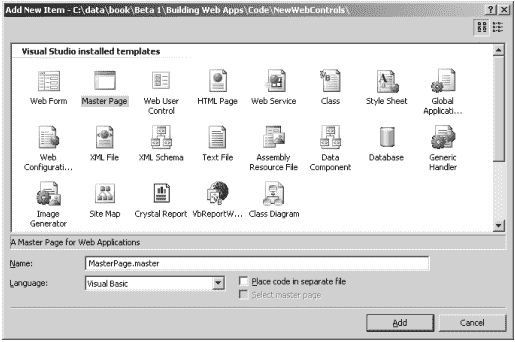 Add New Item - C:\data\book\Beta 1\Building Web Apps\Code\NewWebControls\
Visual Studio installed templates
Web Form
Master Page
Web User Control
HTML Page
Web Service
Class
Style Sheet
Global Applicati...
Web Configurati...
XML File
XML Schema
Text File
Assembly Resource File
Data Component
Database
Generic Handler
Image Generator
Site Map
Crystal Report
VbReportW...
Class Diagram
A Master Page for Web Applications
Name:
MasterPage.master
Language:
Visual Basic
Place code in separate file
Select master page
Add
Cancel